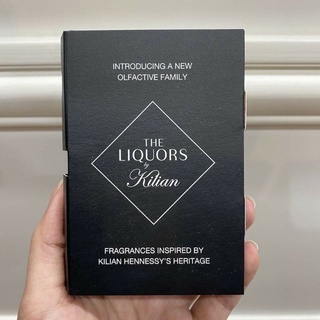 INTRODUCING A NEW
OLFACTIVE FAMILY
THE
LIQUORS
by
Kilian
FRAGRANCES INSPIRED BY
KILIAN HENNESSY'S HERITAGE